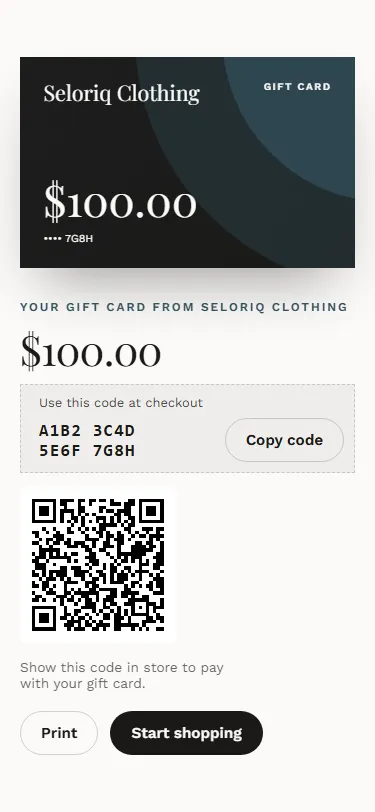 Seloriq Clothing
GIFT CARD
$100.00
•••• 7G8H
YOUR GIFT CARD FROM SELORIQ CLOTHING
$100.00
Use this code at checkout
A1B2 3C4D
5E6F 7G8H
Copy code
Show this code in store to pay
with your gift card.
Print
Start shopping